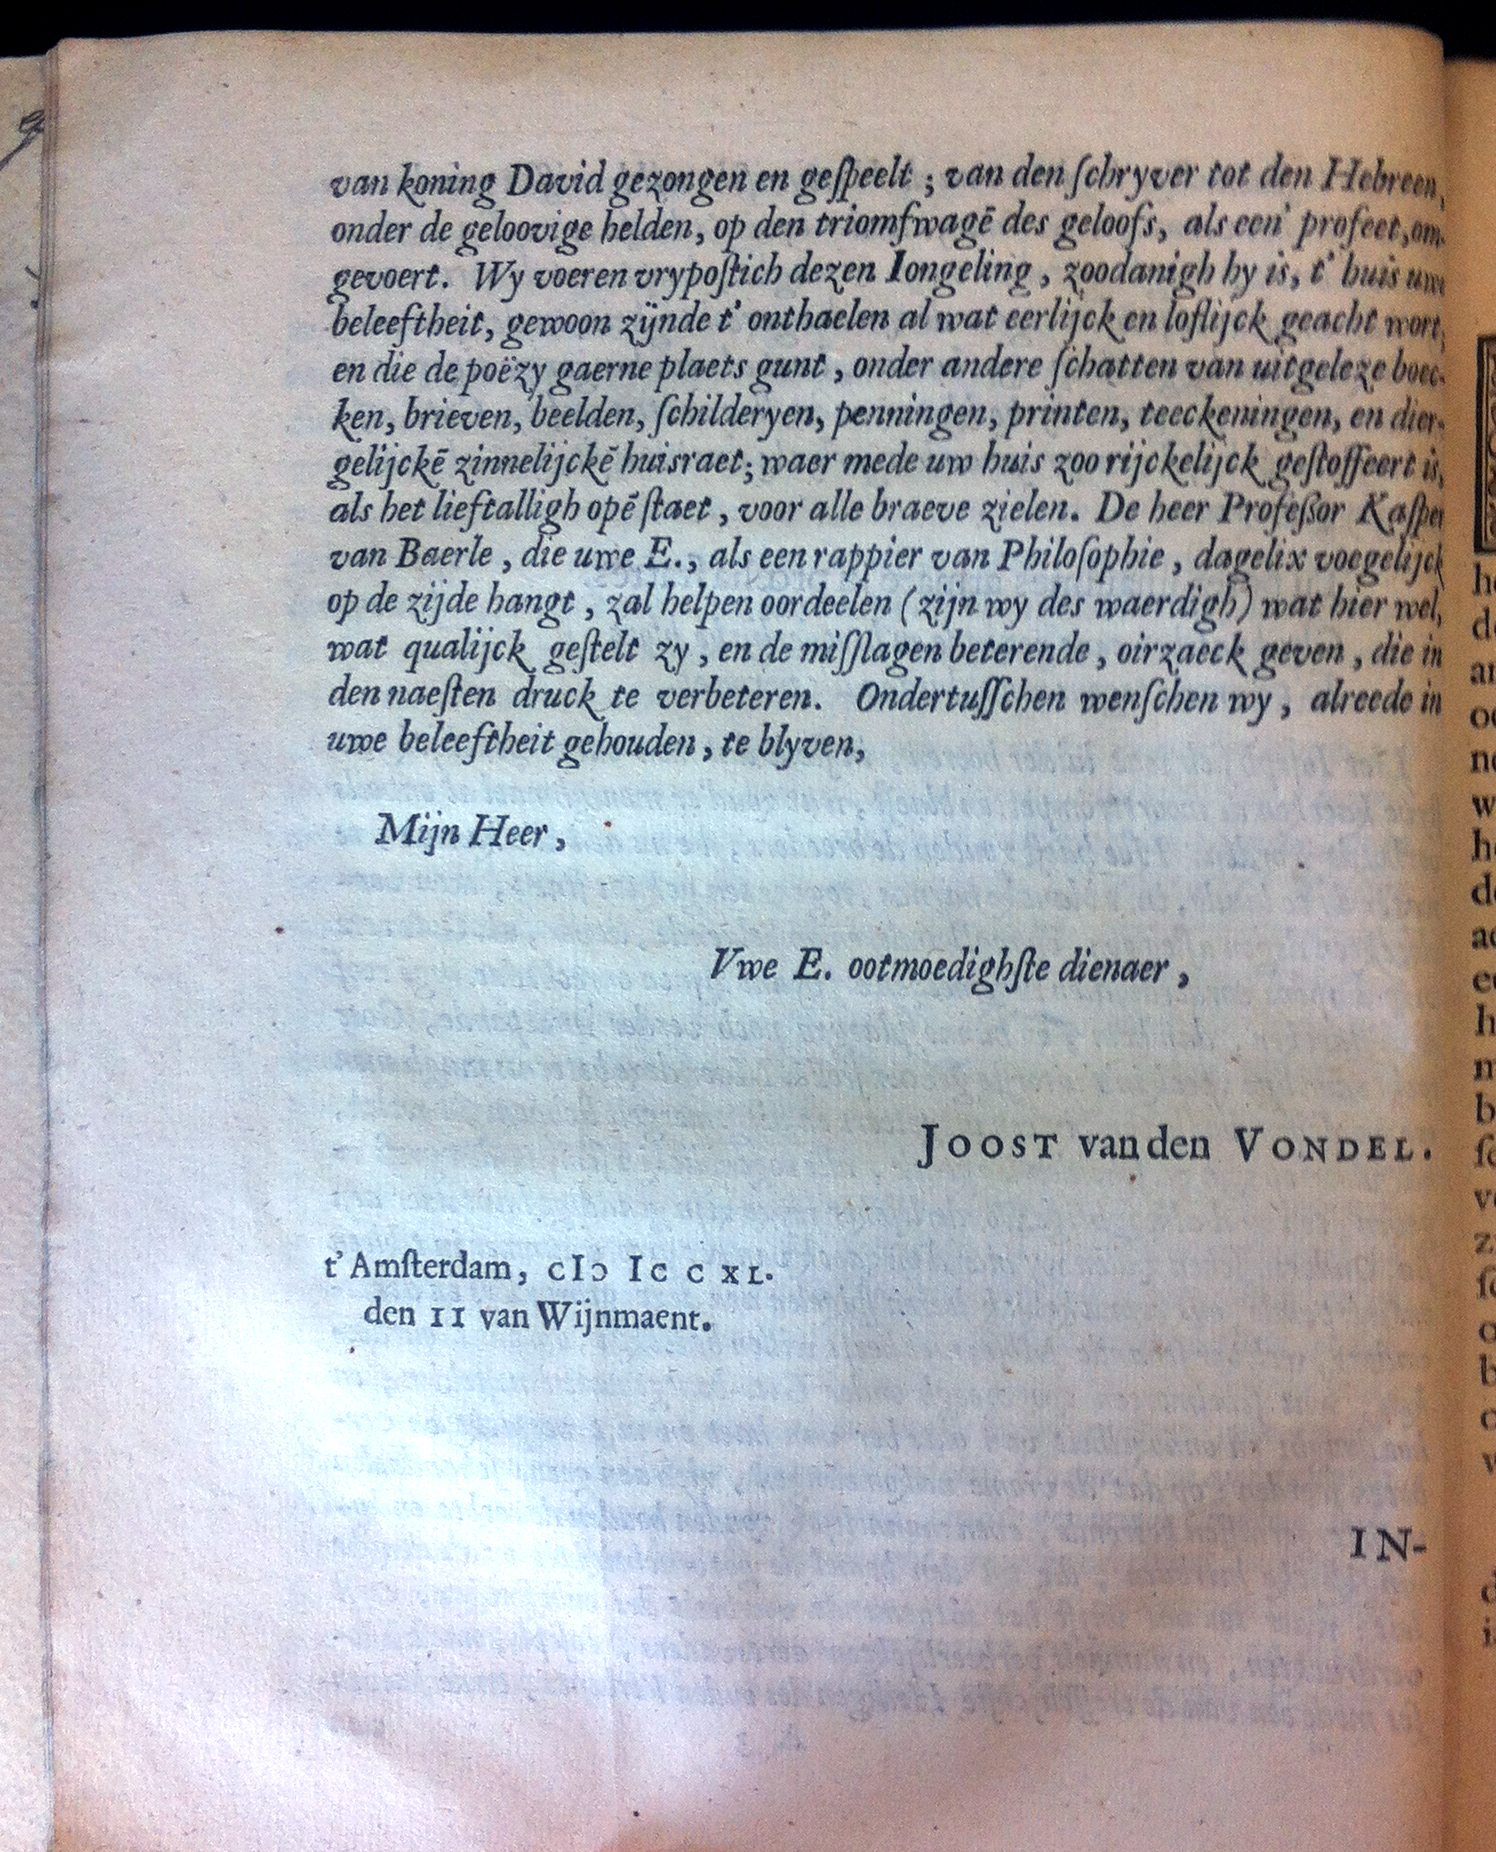 van koning David gezongen en geſpeelt ; van den ſchryver tot den Hebreen,
onder de geloovige helden, op den triomfwagē des geloofs, als een' profeet, om-
gevoert. Wy voeren vrypoſtich dezen Iongeling, zoodanigh hy is, t' huis uwe
beleeftheit, gewoon zijnde t' onthaelen al wat eerlijck en loflijck geacht wort,
en die de poëzy gaerne plaets gunt, onder andere ſchatten van uitgeleze boec-
ken, brieven, beelden, ſchilderyen, penningen, printen, teeckeningen, en dier-
gelijckē zinnelijckē huisraet; waer mede uw huis zoo rijckelijck geſtoffeert is,
als het lieftalligh opē ſtaet, voor alle braeve zielen. De heer Profeſſor Kaſper
van Baerle, die uwe E., als een rappier van Philoſophie, dagelix voegelijck
op de zijde hangt, zal helpen oordeelen (zijn wy des waerdigh) wat hier wel,
wat qualijck geſtelt zy, en de miſſlagen beterende, oirzaeck geven, die in
den naeſten druck te verbeteren. Ondertuſſchen wenſchen wy, alreede in
uwe beleeftheit gehouden, te blyven,
Mijn Heer,
Vwe E. ootmoedighſte dienaer,
JOOST van den VONDEL.
t' Amſterdam, cIↄ Ic c XL.
den 11 van Wijnmaent.
IN-